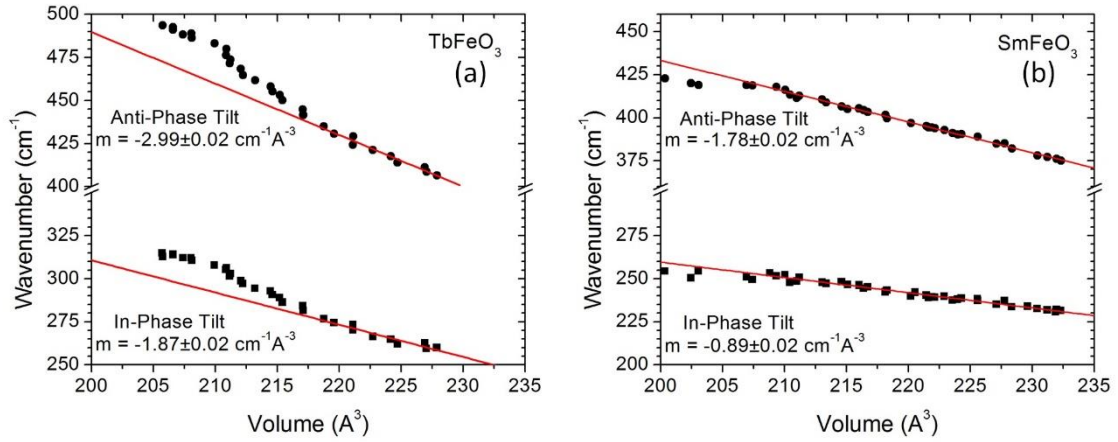 TbFeO₃
(a)
500
475
450
425
400
325
300
275
250
Wavenumber (cm⁻¹)
Anti-Phase Tilt
m = -2.99±0.02 cm⁻¹A⁻³
In-Phase Tilt
m = -1.87±0.02 cm⁻¹A⁻³
200 205 210 215 220 225 230 235
Volume (A³)
SmFeO₃
(b)
450
425
400
375
275
250
225
200
Wavenumber (cm⁻¹)
Anti-Phase Tilt
m = -1.78±0.02 cm⁻¹A⁻³
In-Phase Tilt
m = -0.89±0.02 cm⁻¹A⁻³
200 205 210 215 220 225 230 235
Volume (A³)